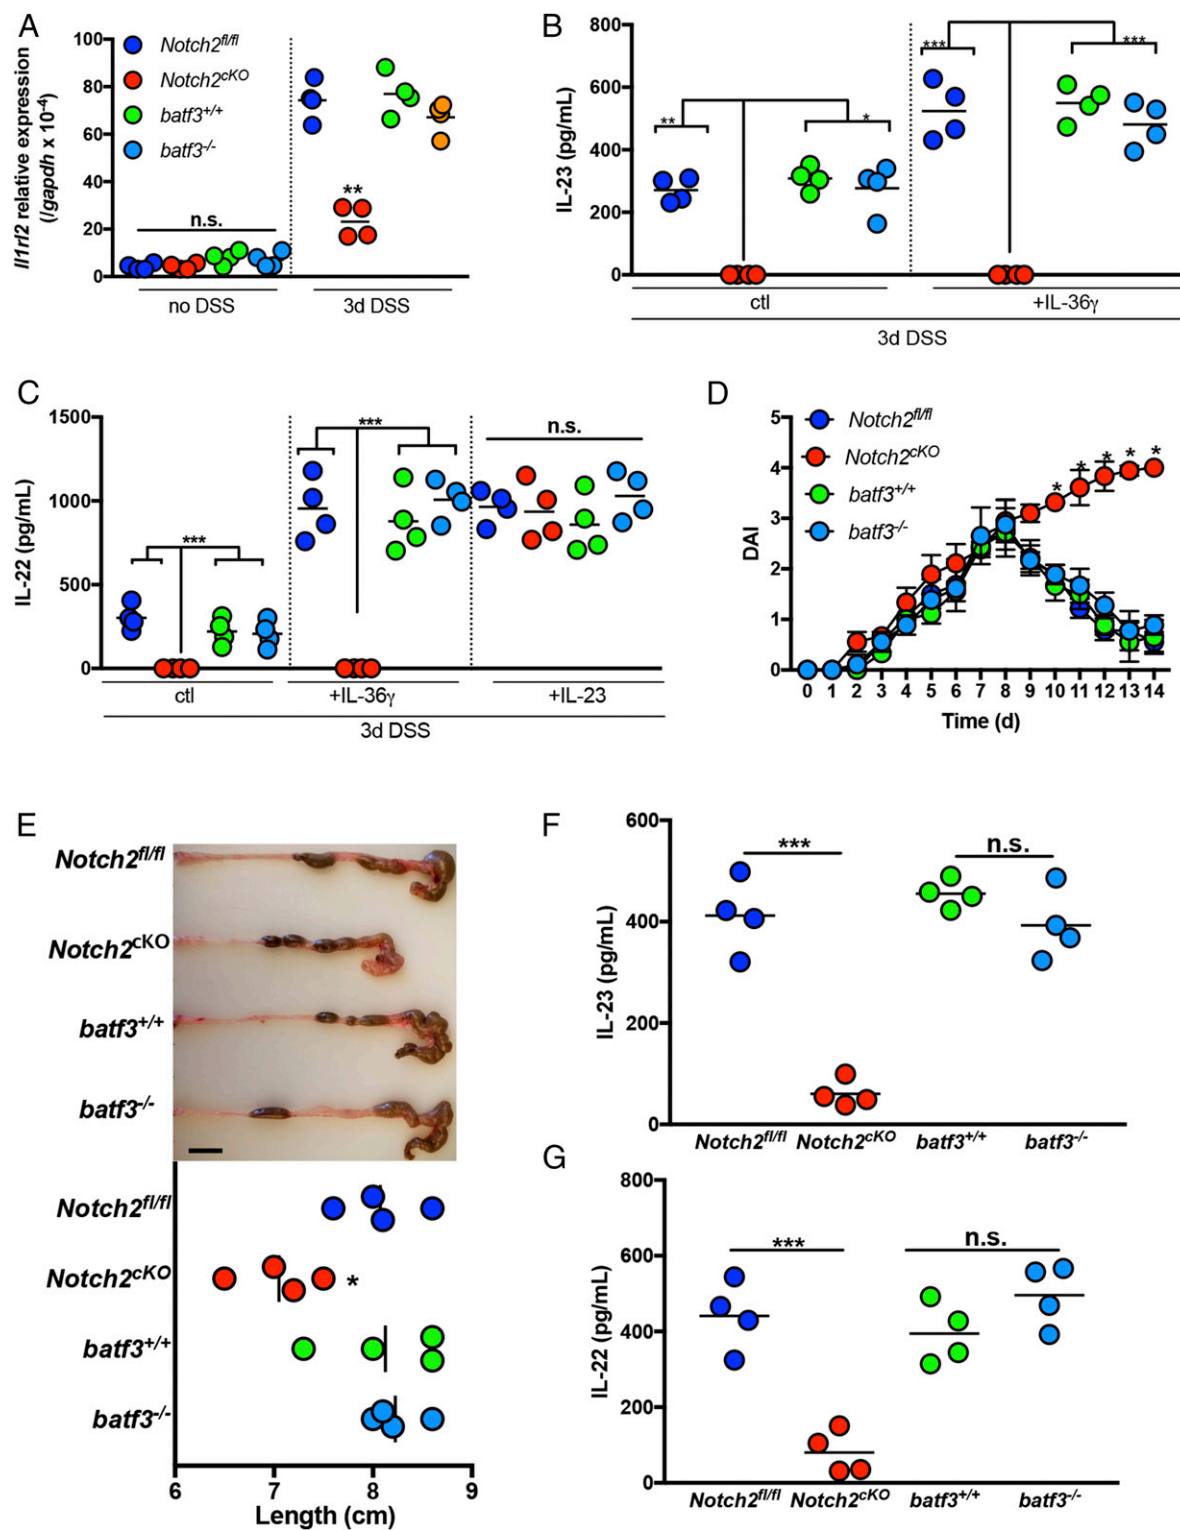 A
Il1rl2 relative expression
(/gapdh x 10-4)
100
80
60
40
20
0
Notch2fl/fl
Notch2cKO
batf3+/+
batf3-/-
n.s.
**
no DSS
3d DSS
B
IL-23 (pg/mL)
800
600
400
200
0
**
*
***
***
ctl
+IL-36γ
3d DSS
C
IL-22 (pg/mL)
1500
1000
500
0
***
***
n.s.
ctl
+IL-36γ
+IL-23
3d DSS
D
DAI
5
4
3
2
1
0
Notch2fl/fl
Notch2cKO
batf3+/+
batf3-/-
* * * * *
0 1 2 3 4 5 6 7 8 9 10 11 12 13 14
Time (d)
E
Notch2fl/fl
Notch2cKO
batf3+/+
batf3-/-
Notch2fl/fl
Notch2cKO
*
batf3+/+
batf3-/-
6 7 8 9
Length (cm)
F
IL-23 (pg/mL)
600
400
200
0
***
n.s.
Notch2fl/fl Notch2cKO batf3+/+ batf3-/-
G
IL-22 (pg/mL)
800
600
400
200
0
***
n.s.
Notch2fl/fl Notch2cKO batf3+/+ batf3-/-